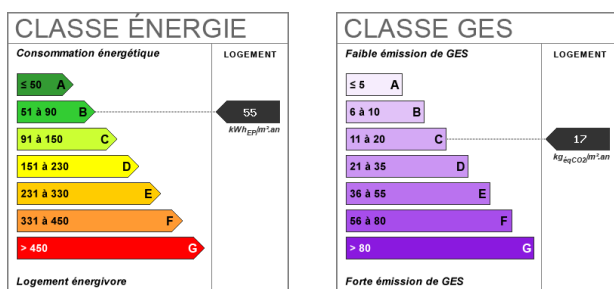 CLASSE ÉNERGIE
Consommation énergétique
LOGEMENT
≤ 50 A
51 à 90 B
55
kWhEP/m².an
91 à 150 C
151 à 230 D
231 à 330 E
331 à 450 F
> 450 G
Logement énergivore
CLASSE GES
Faible émission de GES
LOGEMENT
≤ 5 A
6 à 10 B
11 à 20 C
17
kgéqCO2/m².an
21 à 35 D
36 à 55 E
56 à 80 F
> 80 G
Forte émission de GES